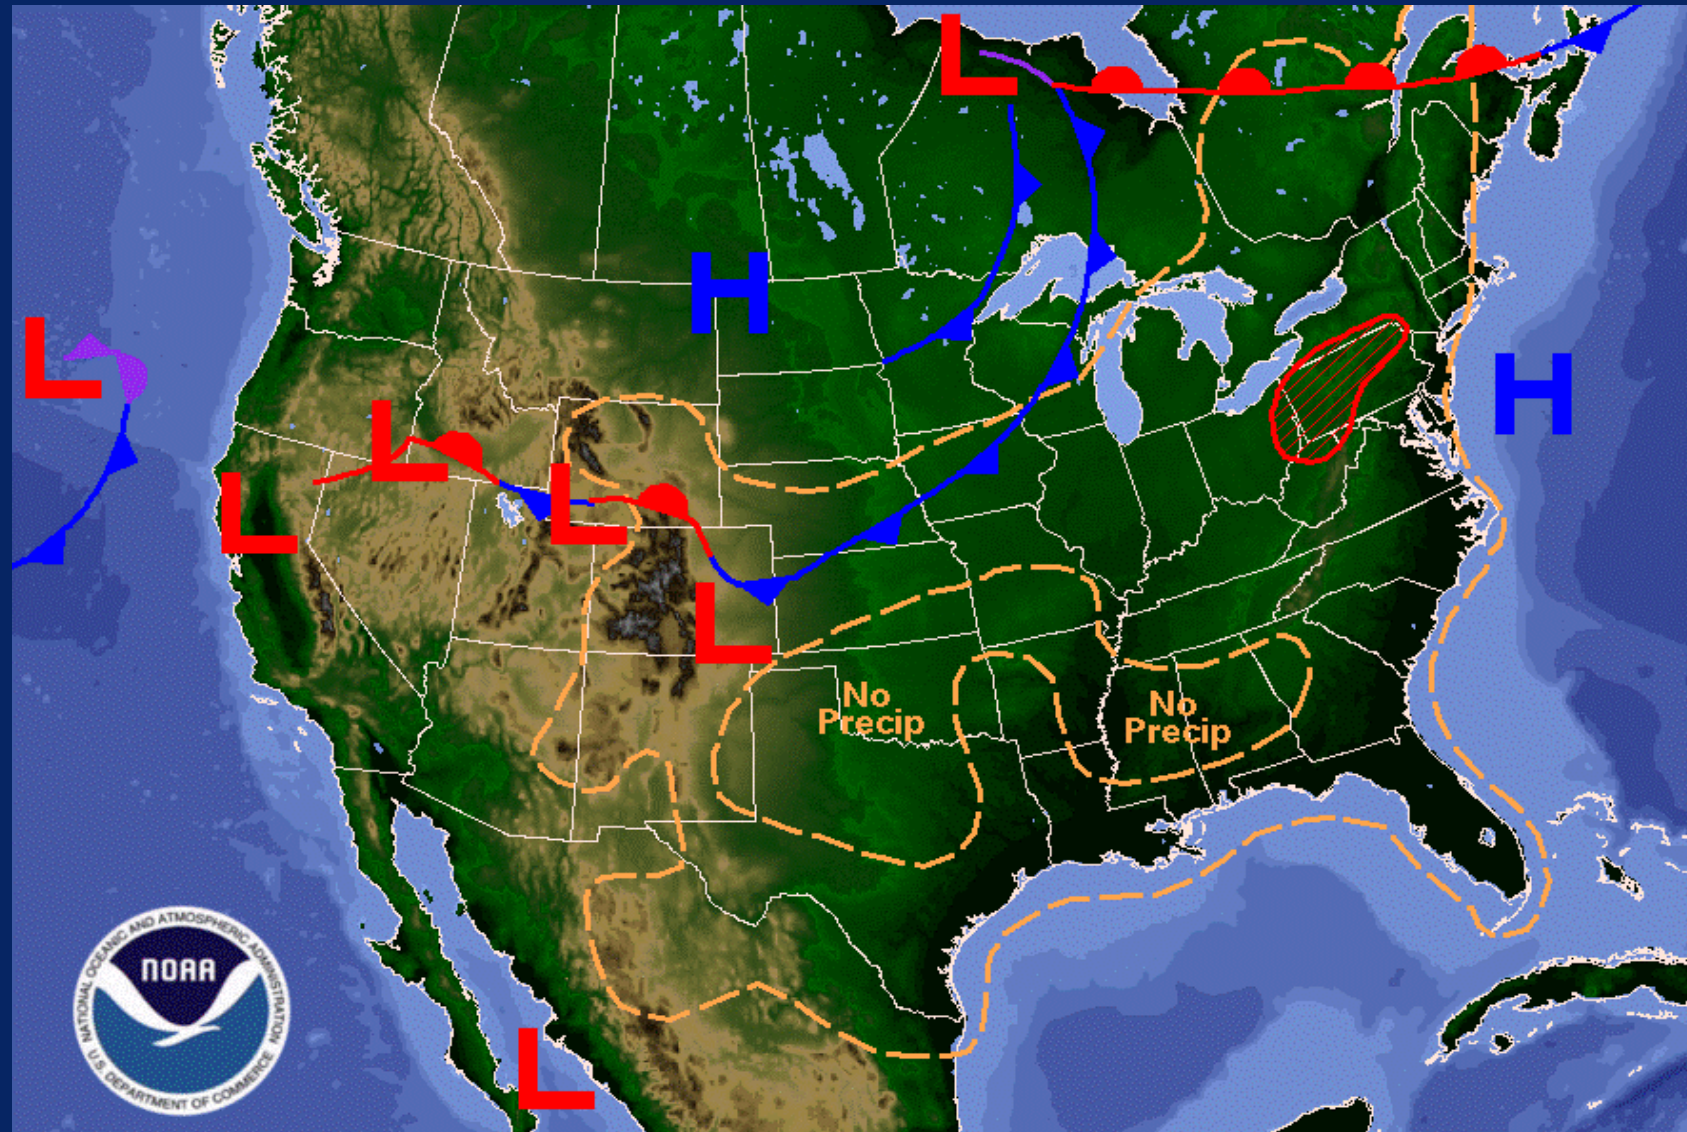 L
H
L
H
L
L
L
L
No
Precip
No
Precip
NATIONAL OCEANIC AND ATMOSPHERIC ADMINISTRATION
NOAA
U.S. DEPARTMENT OF COMMERCE
L